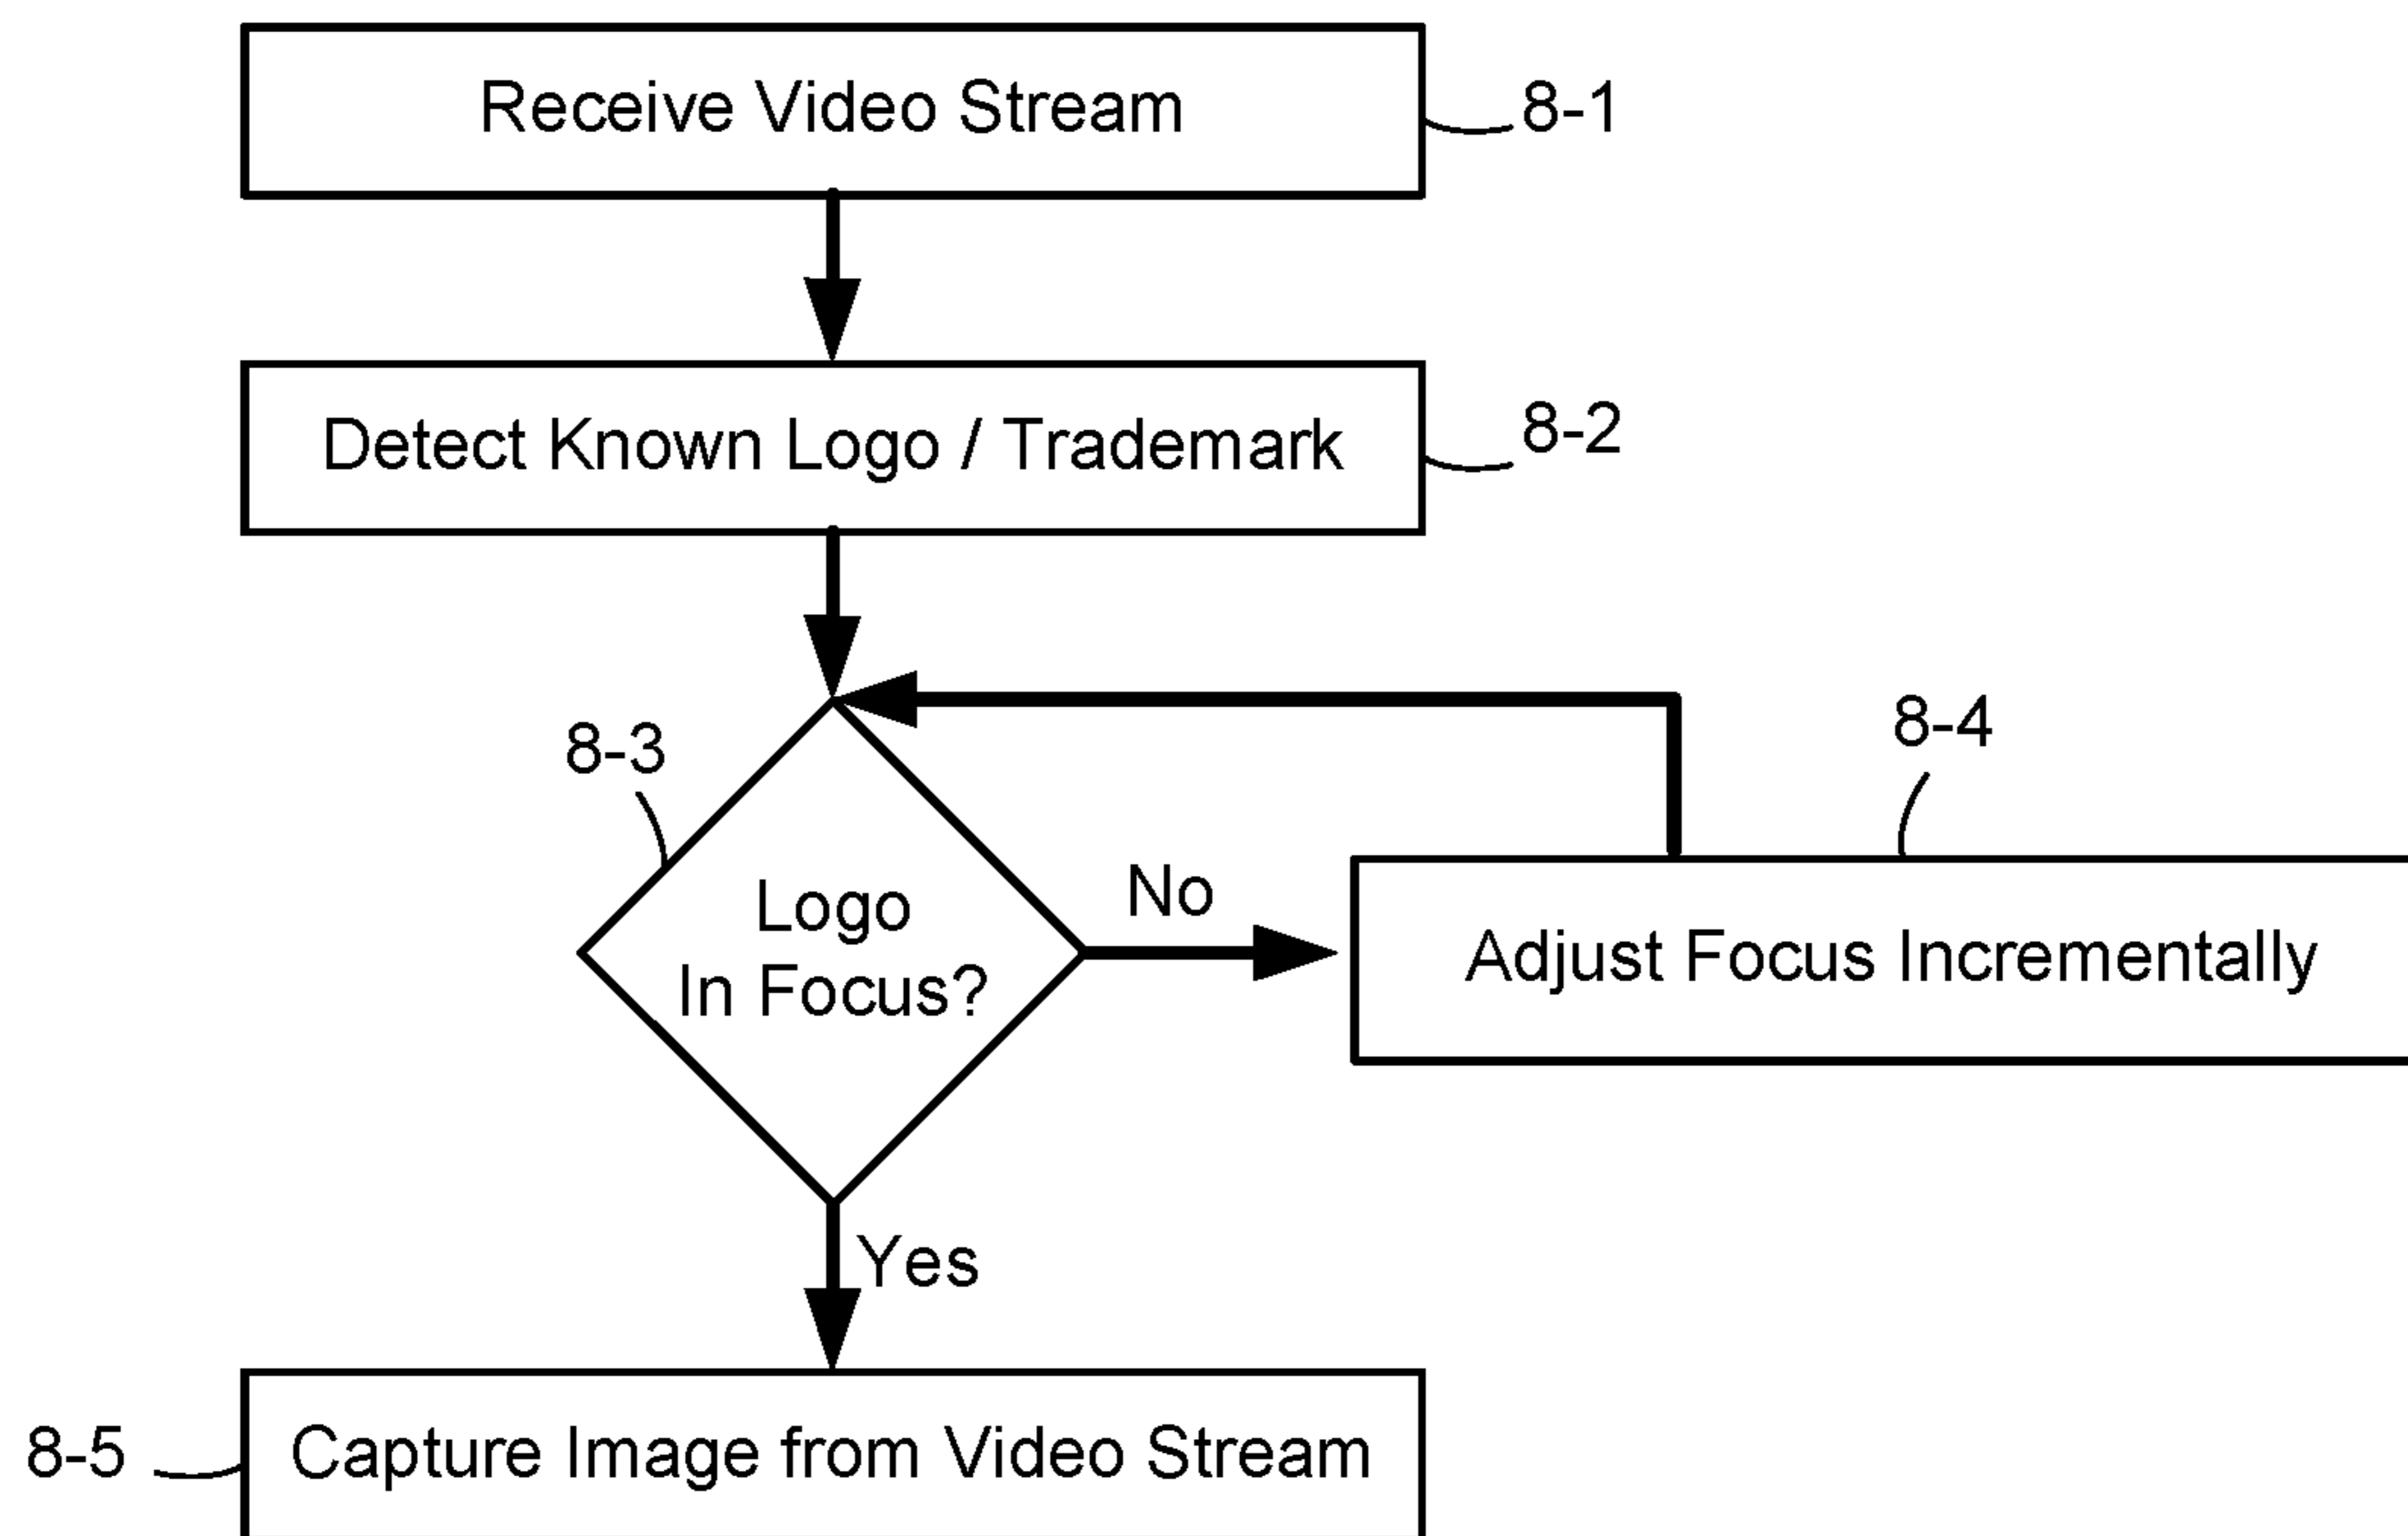 Receive Video Stream
8-1
Detect Known Logo / Trademark
8-2
8-3
Logo
In Focus?
No
8-4
Adjust Focus Incrementally
Yes
8-5
Capture Image from Video Stream